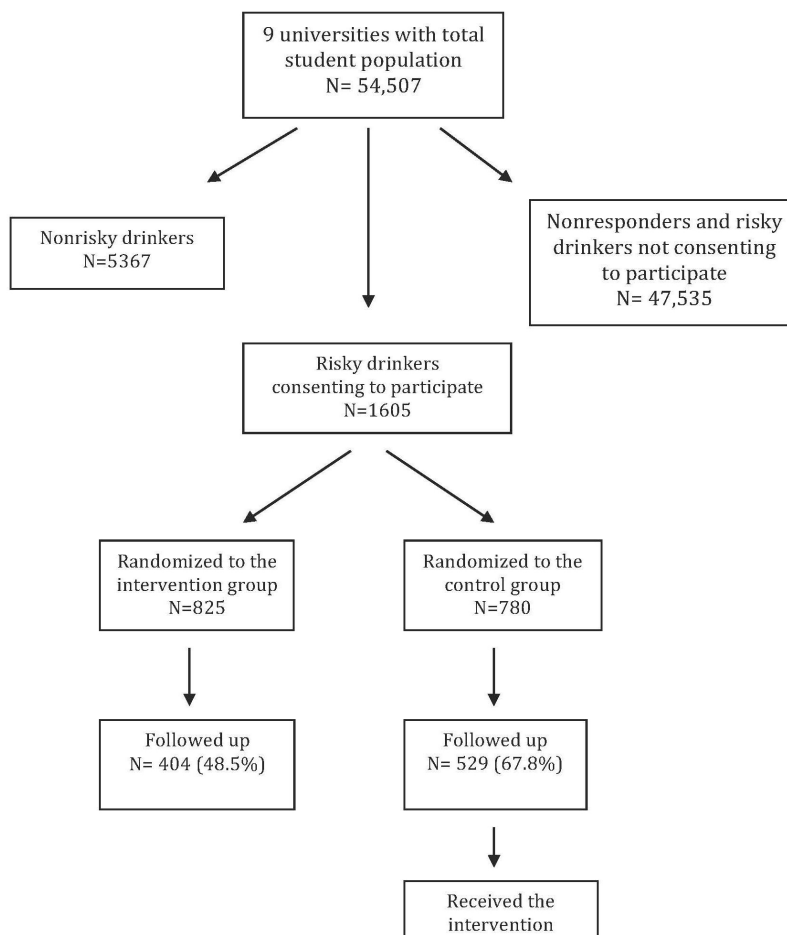 9 universities with total
student population
N= 54,507
Nonrisky drinkers
N=5367
Nonresponders and risky
drinkers not consenting
to participate
N= 47,535
Risky drinkers
consenting to participate
N=1605
Randomized to the
intervention group
N=825
Randomized to the
control group
N=780
Followed up
N= 404 (48.5%)
Followed up
N= 529 (67.8%)
Received the
intervention